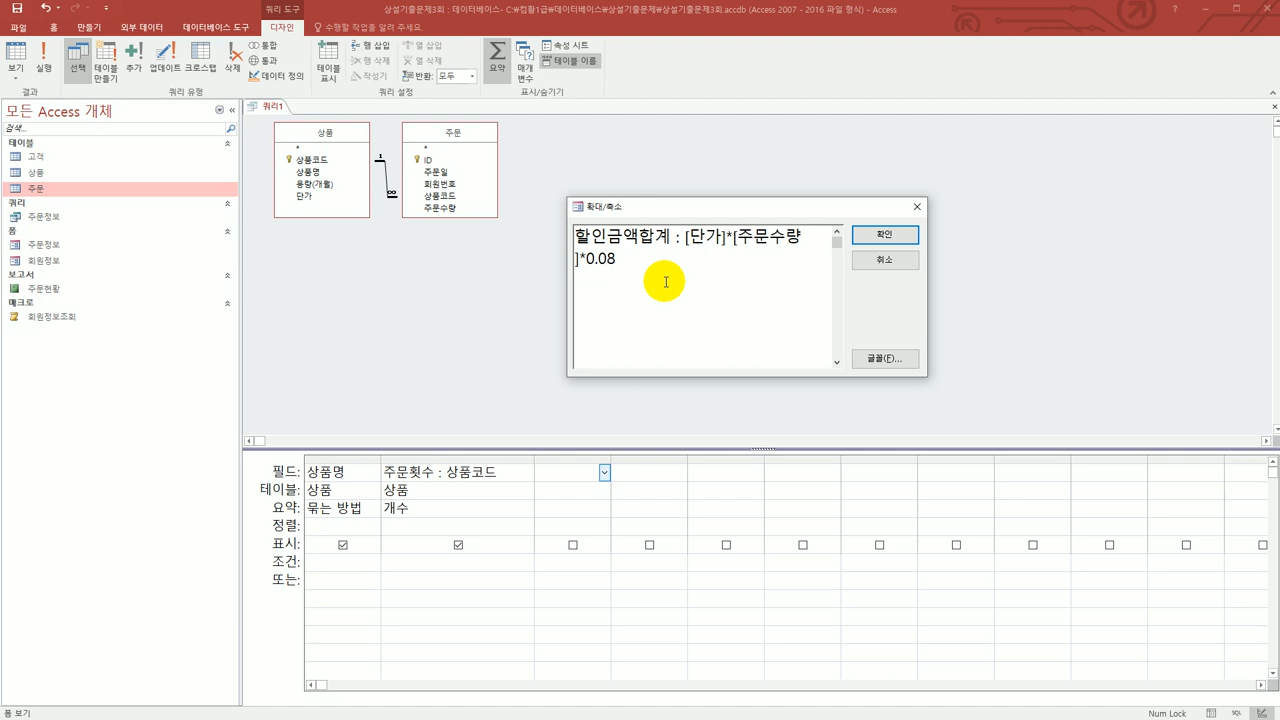 쿼리 도구
상설기출문제3회 : 데이터베이스- C:₩컴활1급₩데이터베이스₩상설기출문제₩상설기출문제3회.accdb (Access 2007 - 2016 파일 형식) - Access
파일 홈 만들기 외부 데이터 데이터베이스 도구 디자인 수행할 작업을 알려 주세요.
보기
실행
결과
선택
테이블
만들기
추가
업데이트
크로스탭
삭제
통합
통과
데이터 정의
쿼리 유형
테이블
표시
행 삽입
행 삭제
작성기
열 삽입
열 삭제
반환: 모두
쿼리 설정
요약
매개
변수
속성 시트
테이블 이름
표시/숨기기
모든 Access 개체
검색...
테이블
고객
상품
주문
쿼리
주문정보
폼
주문정보
회원정보
보고서
주문현황
매크로
회원정보조회
쿼리1
상품
*
상품코드
상품명
용량(개월)
단가
1
∞
주문
*
ID
주문일
회원번호
상품코드
주문수량
확대/축소
할인금액합계 : [단가]*[주문수량
]*0.08
확인
취소
글꼴(F)...
필드: 상품명 주문횟수 : 상품코드
테이블: 상품 상품
요약: 묶는 방법 개수
정렬:
표시:
조건:
또는:
폼 보기
Num Lock
SQL